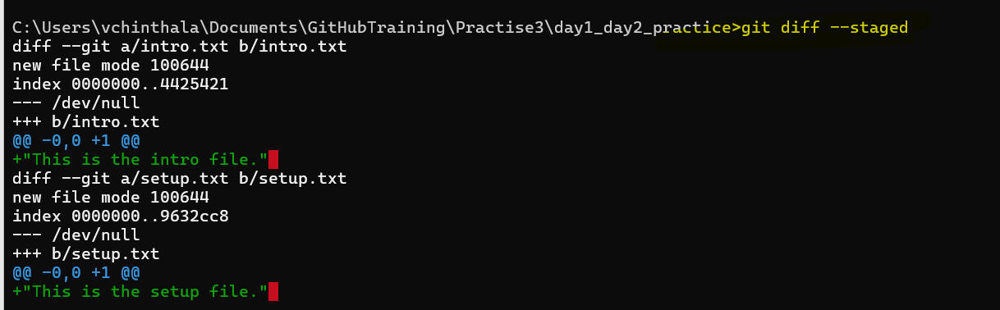 C:\Users\vchinthala\Documents\GitHubTraining\Practise3\day1_day2_practice>git diff --staged
diff --git a/intro.txt b/intro.txt
new file mode 100644
index 0000000..4425421
--- /dev/null
+++ b/intro.txt
@@ -0,0 +1 @@
+"This is the intro file."
diff --git a/setup.txt b/setup.txt
new file mode 100644
index 0000000..9632cc8
--- /dev/null
+++ b/setup.txt
@@ -0,0 +1 @@
+"This is the setup file."